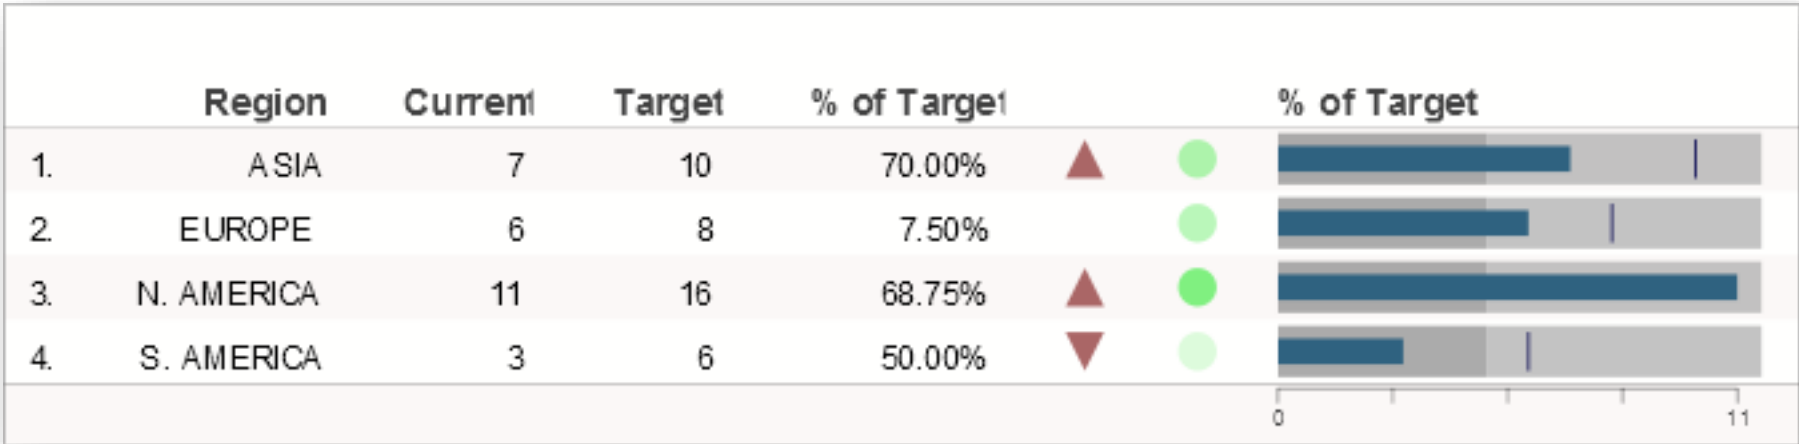 Region Current Target % of Target % of Target
1. ASIA 7 10 70.00%
2. EUROPE 6 8 7.50%
3. N. AMERICA 11 16 68.75%
4. S. AMERICA 3 6 50.00%
0 11